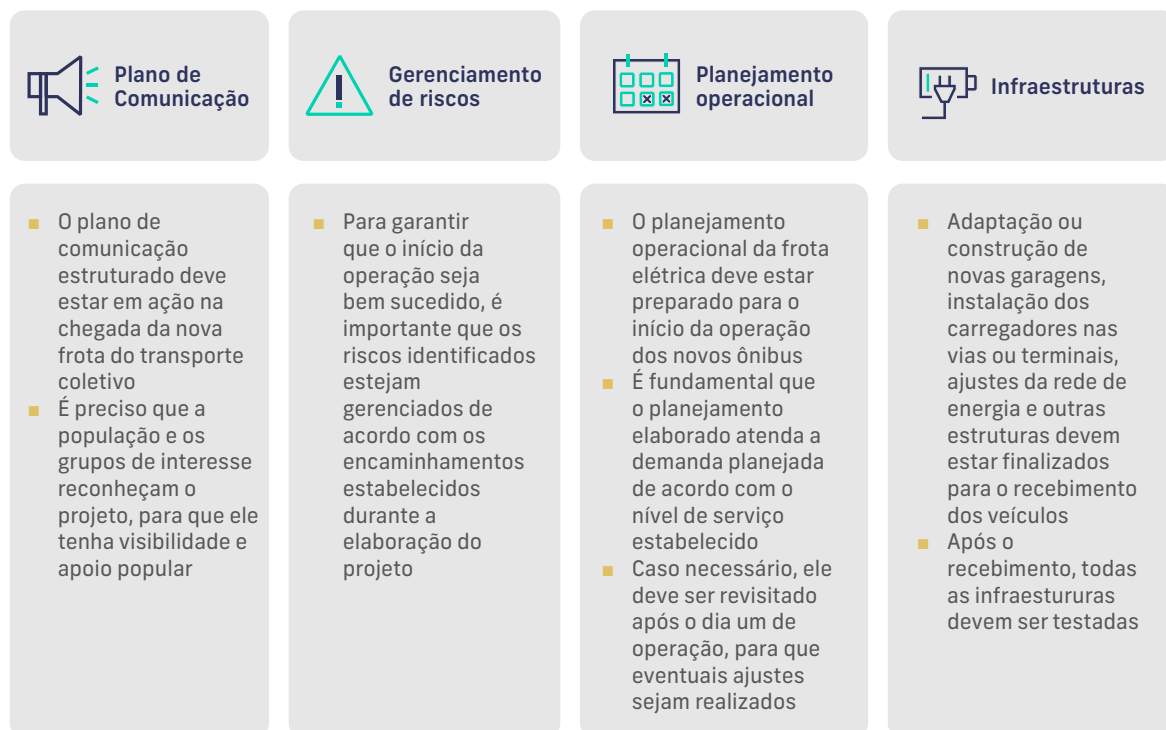 Plano de
Comunicação
Gerenciamento
de riscos
Planejamento
operacional
Infraestruturas
O plano de
comunicação
estruturado deve
estar em ação na
chegada da nova
frota do transporte
coletivo
É preciso que a
população e os
grupos de interesse
reconheçam o
projeto, para que ele
tenha visibilidade e
apoio popular
Para garantir
que o início da
operação seja
bem sucedido, é
importante que os
riscos identificados
estejam
gerenciados de
acordo com os
encaminhamentos
estabelecidos
durante a
elaboração do
projeto
O planejamento
operacional da frota
elétrica deve estar
preparado para o
início da operação
dos novos ônibus
É fundamental que
o planejamento
elaborado atenda a
demanda planejada
de acordo com o
nível de serviço
estabelecido
Caso necessário, ele
deve ser revisitado
após o dia um de
operação, para que
eventuais ajustes
sejam realizados
Adaptação ou
construção de
novas garagens,
instalação dos
carregadores nas
vias ou terminais,
ajustes da rede de
energia e outras
estruturas devem
estar finalizados
para o recebimento
dos veículos
Após o
recebimento, todas
as infraestururas
devem ser testadas